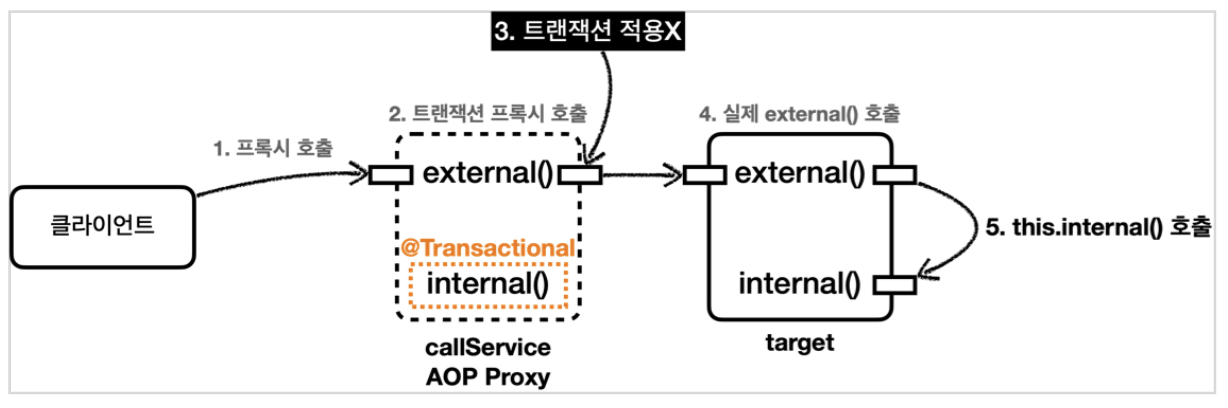 3. 트랜잭션 적용X
2. 트랜잭션 프록시 호출
4. 실제 external() 호출
1. 프록시 호출
external()
external()
클라이언트
5. this.internal() 호출
@Transactional
internal()
internal()
callService
AOP Proxy
target